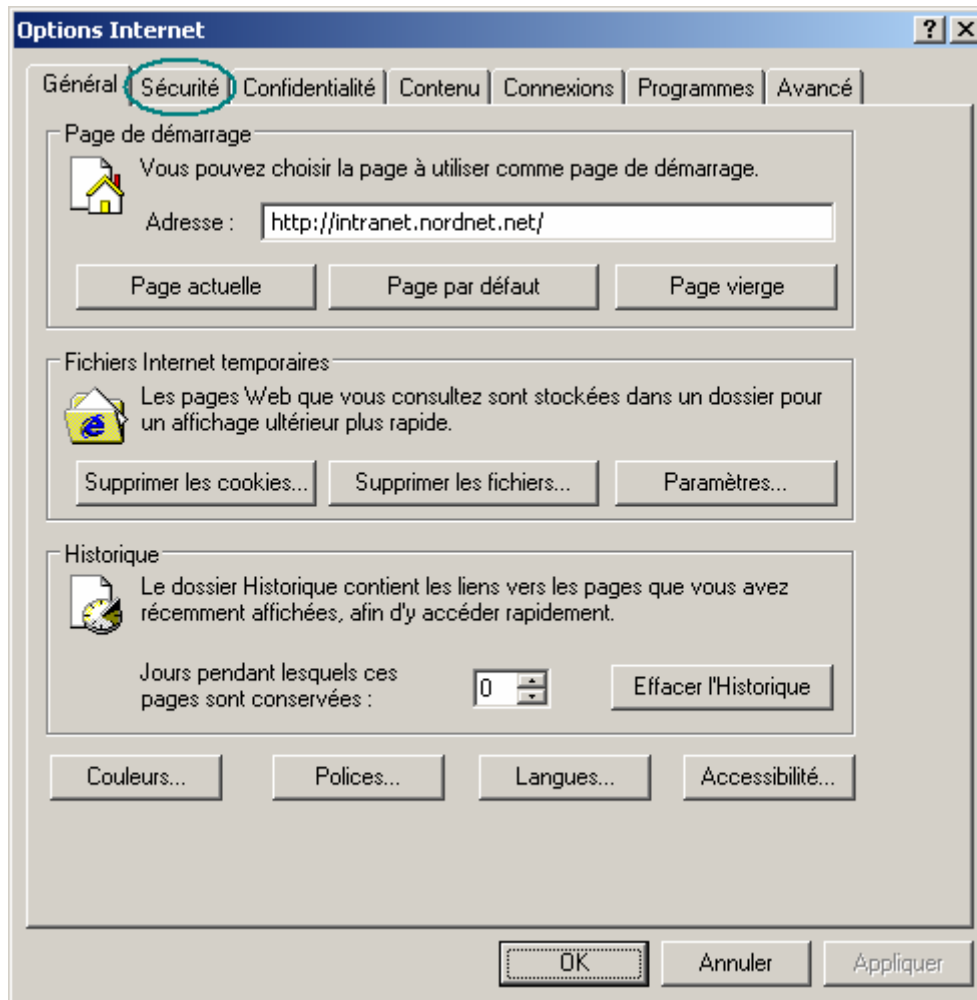 Options Internet
Général Sécurité Confidentialité Contenu Connexions Programmes Avancé
Page de démarrage
Vous pouvez choisir la page à utiliser comme page de démarrage.
Adresse : http://intranet.nordnet.net/
Page actuelle Page par défaut Page vierge
Fichiers Internet temporaires
Les pages Web que vous consultez sont stockées dans un dossier pour
un affichage ultérieur plus rapide.
Supprimer les cookies... Supprimer les fichiers... Paramètres...
Historique
Le dossier Historique contient les liens vers les pages que vous avez
récemment affichées, afin d'y accéder rapidement.
Jours pendant lesquels ces
pages sont conservées : 0 Effacer l'Historique
Couleurs... Polices... Langues... Accessibilité...
OK Annuler Appliquer